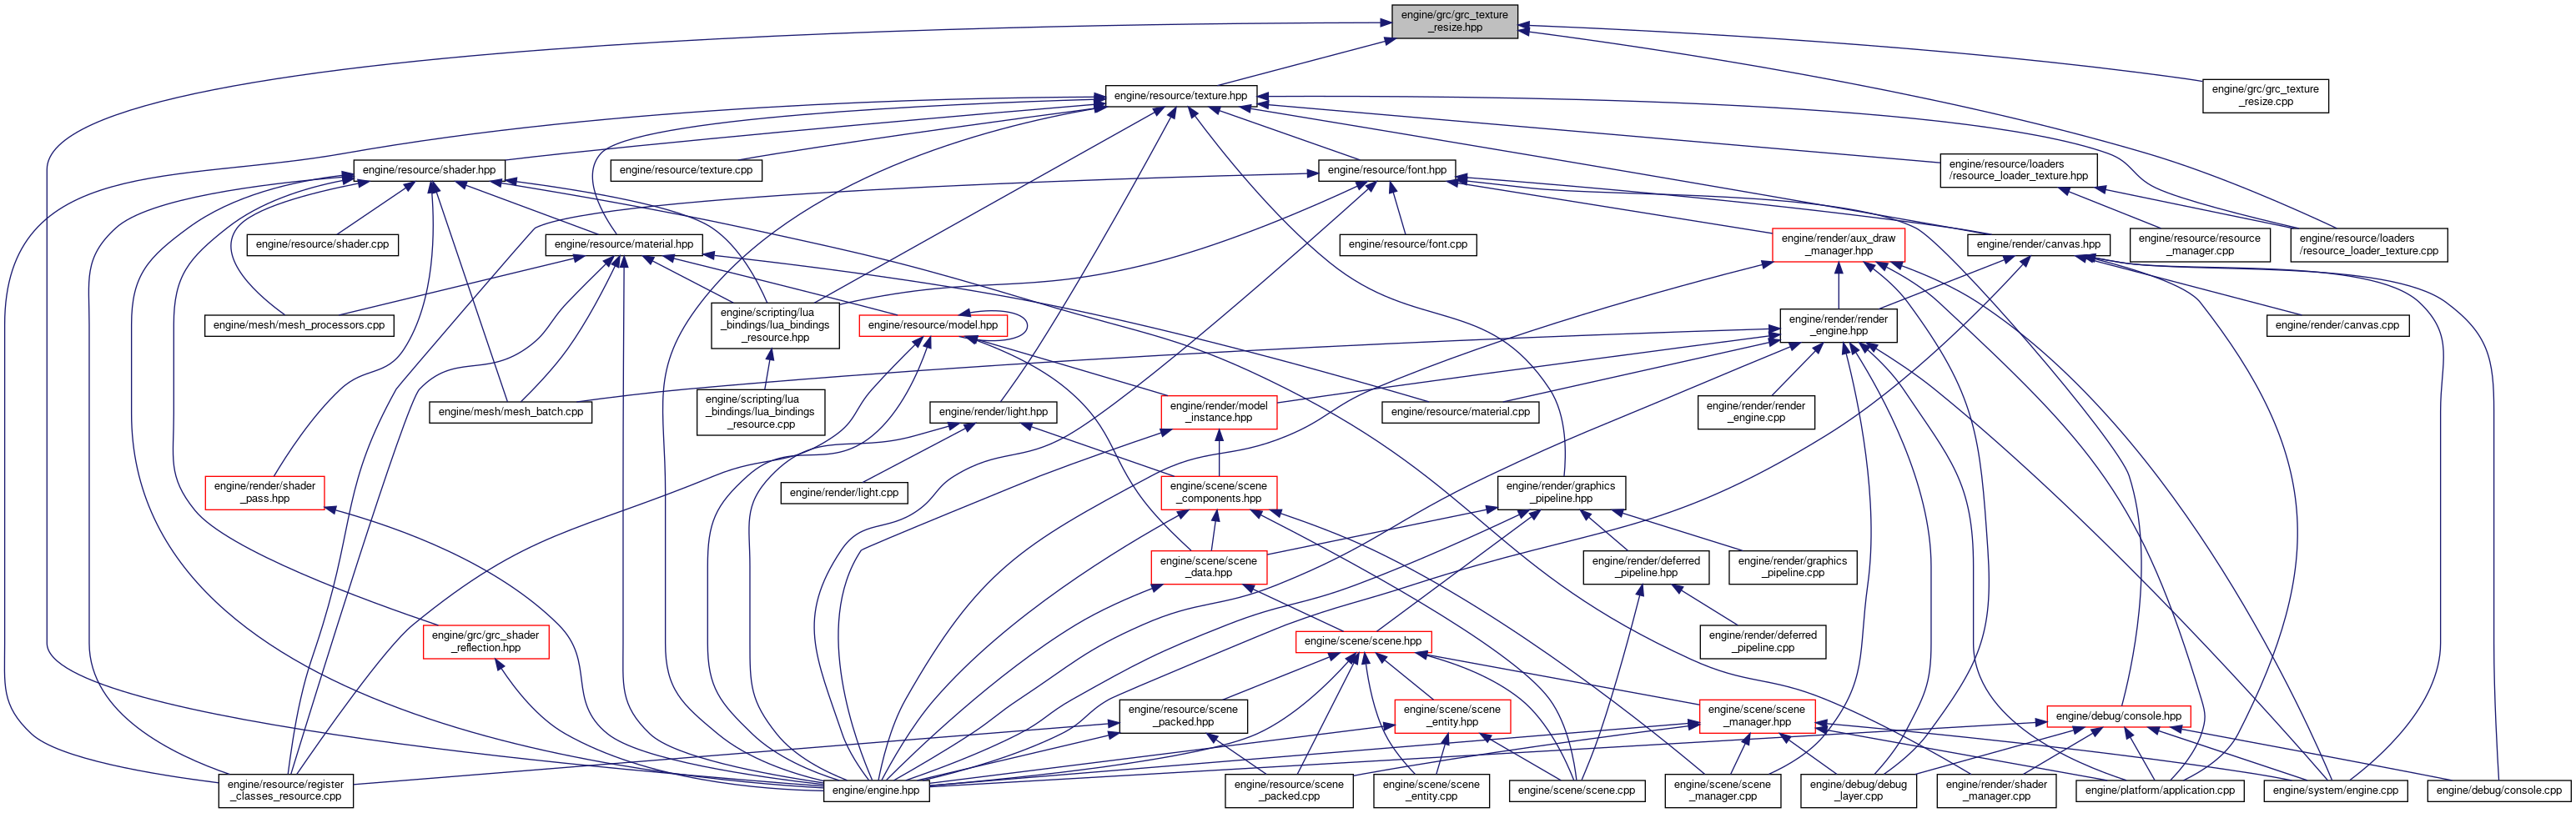 engine/grc/grc_texture
_resize.hpp
engine/grc/grc_texture
_resize.cpp
engine/resource/texture.hpp
engine/resource/shader.hpp
engine/resource/texture.cpp
engine/resource/font.hpp
engine/resource/loaders
/resource_loader_texture.hpp
engine/resource/shader.cpp
engine/resource/material.hpp
engine/resource/font.cpp
engine/render/aux_draw
_manager.hpp
engine/render/canvas.hpp
engine/resource/resource
_manager.cpp
engine/resource/loaders
/resource_loader_texture.cpp
engine/mesh/mesh_processors.cpp
engine/scripting/lua
_bindings/lua_bindings
_resource.hpp
engine/resource/model.hpp
engine/render/render
_engine.hpp
engine/render/canvas.cpp
engine/mesh/mesh_batch.cpp
engine/scripting/lua
_bindings/lua_bindings
_resource.cpp
engine/render/light.hpp
engine/render/model
_instance.hpp
engine/resource/material.cpp
engine/render/render
_engine.cpp
engine/render/shader
_pass.hpp
engine/render/light.cpp
engine/scene/scene
_components.hpp
engine/render/graphics
_pipeline.hpp
engine/scene/scene
_data.hpp
engine/render/deferred
_pipeline.hpp
engine/render/graphics
_pipeline.cpp
engine/grc/grc_shader
_reflection.hpp
engine/scene/scene.hpp
engine/render/deferred
_pipeline.cpp
engine/resource/scene
_packed.hpp
engine/scene/scene
_entity.hpp
engine/scene/scene
_manager.hpp
engine/debug/console.hpp
engine/resource/register
_classes_resource.cpp
engine/engine.hpp
engine/resource/scene
_packed.cpp
engine/scene/scene
_entity.cpp
engine/scene/scene.cpp
engine/scene/scene
_manager.cpp
engine/debug/debug
_layer.cpp
engine/render/shader
_manager.cpp
engine/platform/application.cpp
engine/system/engine.cpp
engine/debug/console.cpp